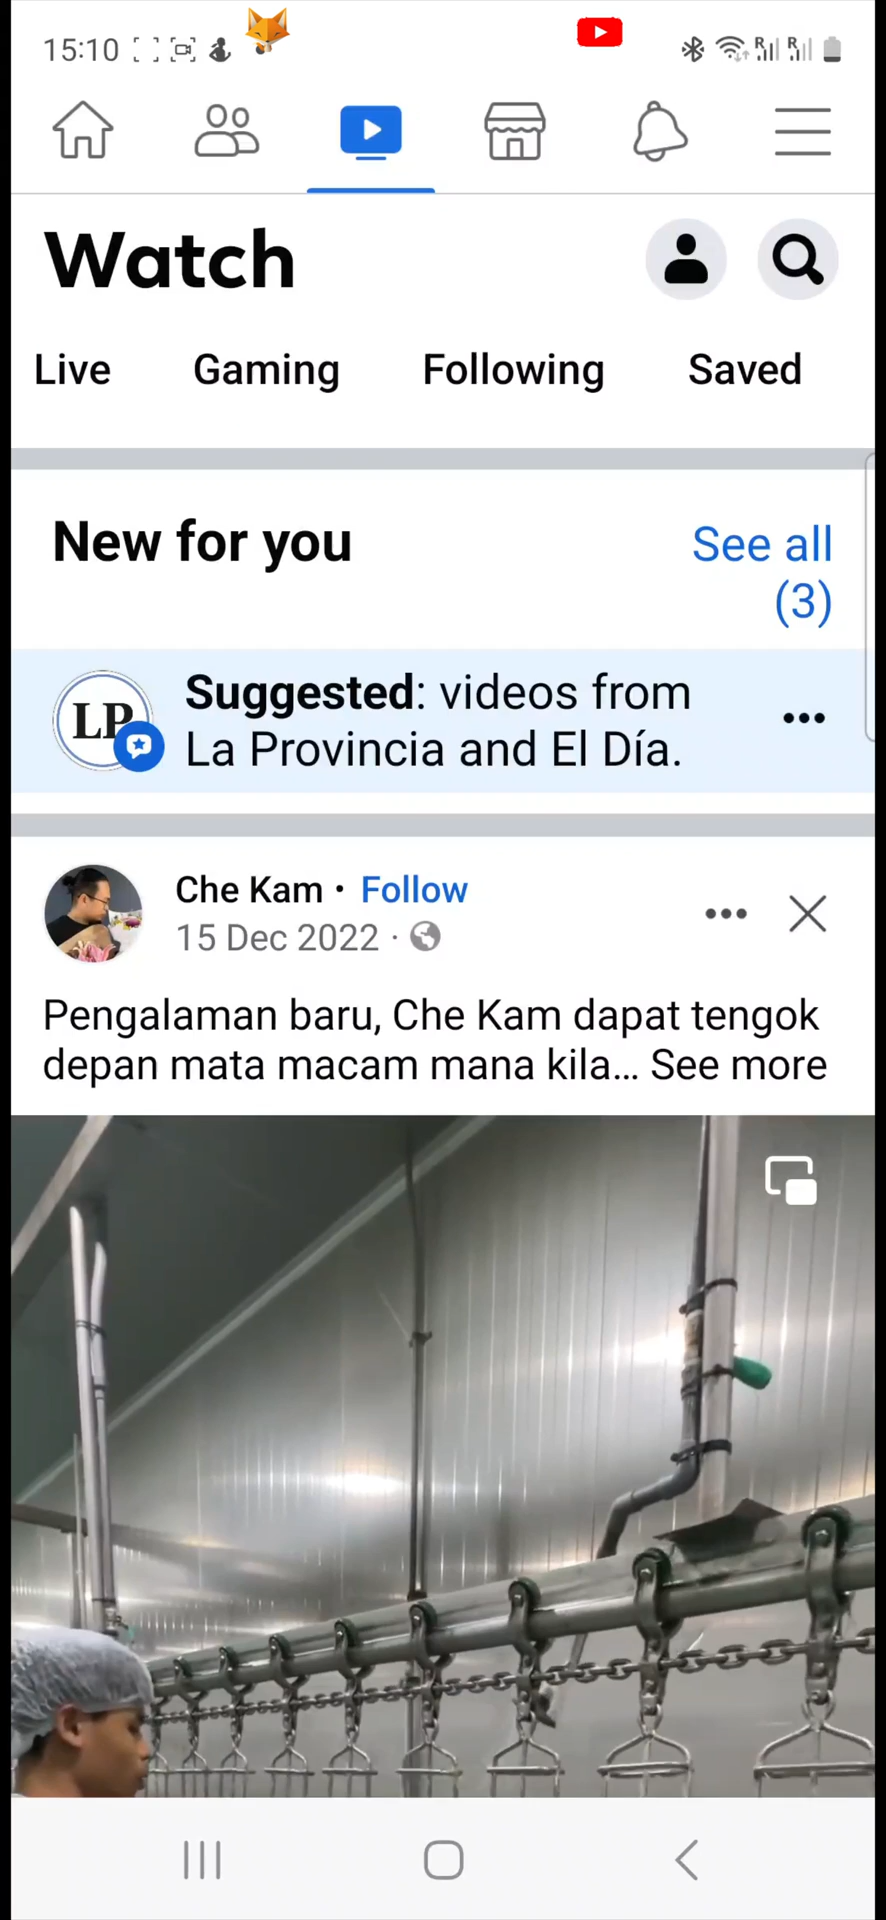 15:10
Watch
Live Gaming Following Saved
New for you
See all
(3)
LP
Suggested: videos from
La Provincia and El Día.
Che Kam • Follow
15 Dec 2022 ·
Pengalaman baru, Che Kam dapat tengok
depan mata macam mana kila... See more